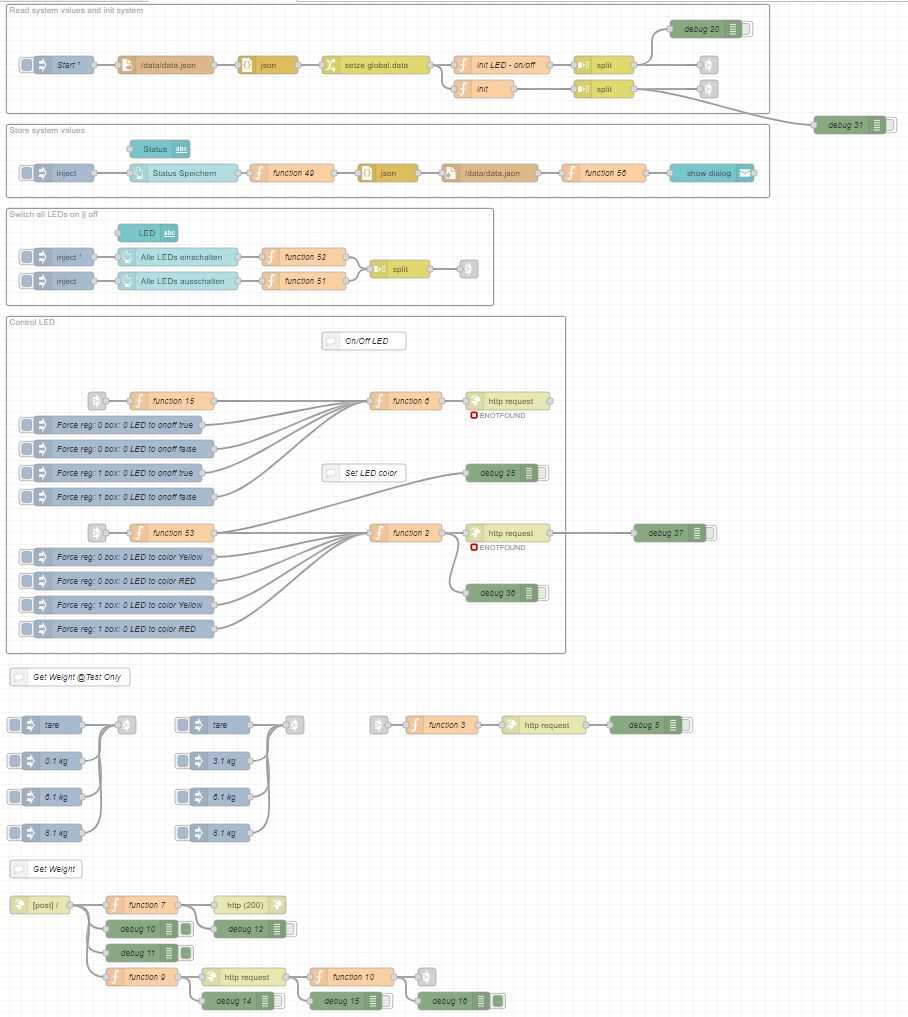 Read system values and init system
debug 20
Start ¹
/data/data.json
json
setze global.data
Init LED - on/off
split
Init
split
debug 31
Store system values
Status
abc
inject
Status Speichern
function 49
json
/data/data.json
function 56
show dialog
Switch all LEDs on || off
LED
abc
inject ¹
Alle LEDs einschalten
function 52
split
inject
Alle LEDs ausschalten
function 51
Control LED
On/Off LED
function 15
function 6
http request
ENOTFOUND
Force reg: 0 box: 0 LED to onoff true
Force reg: 0 box: 0 LED to onoff false
Force reg: 1 box: 0 LED to onoff true
Set LED color
debug 25
Force reg: 1 box: 0 LED to onoff false
function 53
function 2
http request
debug 37
ENOTFOUND
Force reg: 0 box: 0 LED to color Yellow
Force reg: 0 box: 0 LED to color RED
debug 36
Force reg: 1 box: 0 LED to color Yellow
Force reg: 1 box: 0 LED to color RED
Get Weight @Test Only
tare
tare
function 3
http request
debug 5
0.1 kg
3.1 kg
6.1 kg
6.1 kg
8.1 kg
8.1 kg
Get Weight
[post] /
function 7
http (200)
debug 10
debug 12
debug 11
function 9
http request
function 10
debug 14
debug 15
debug 16